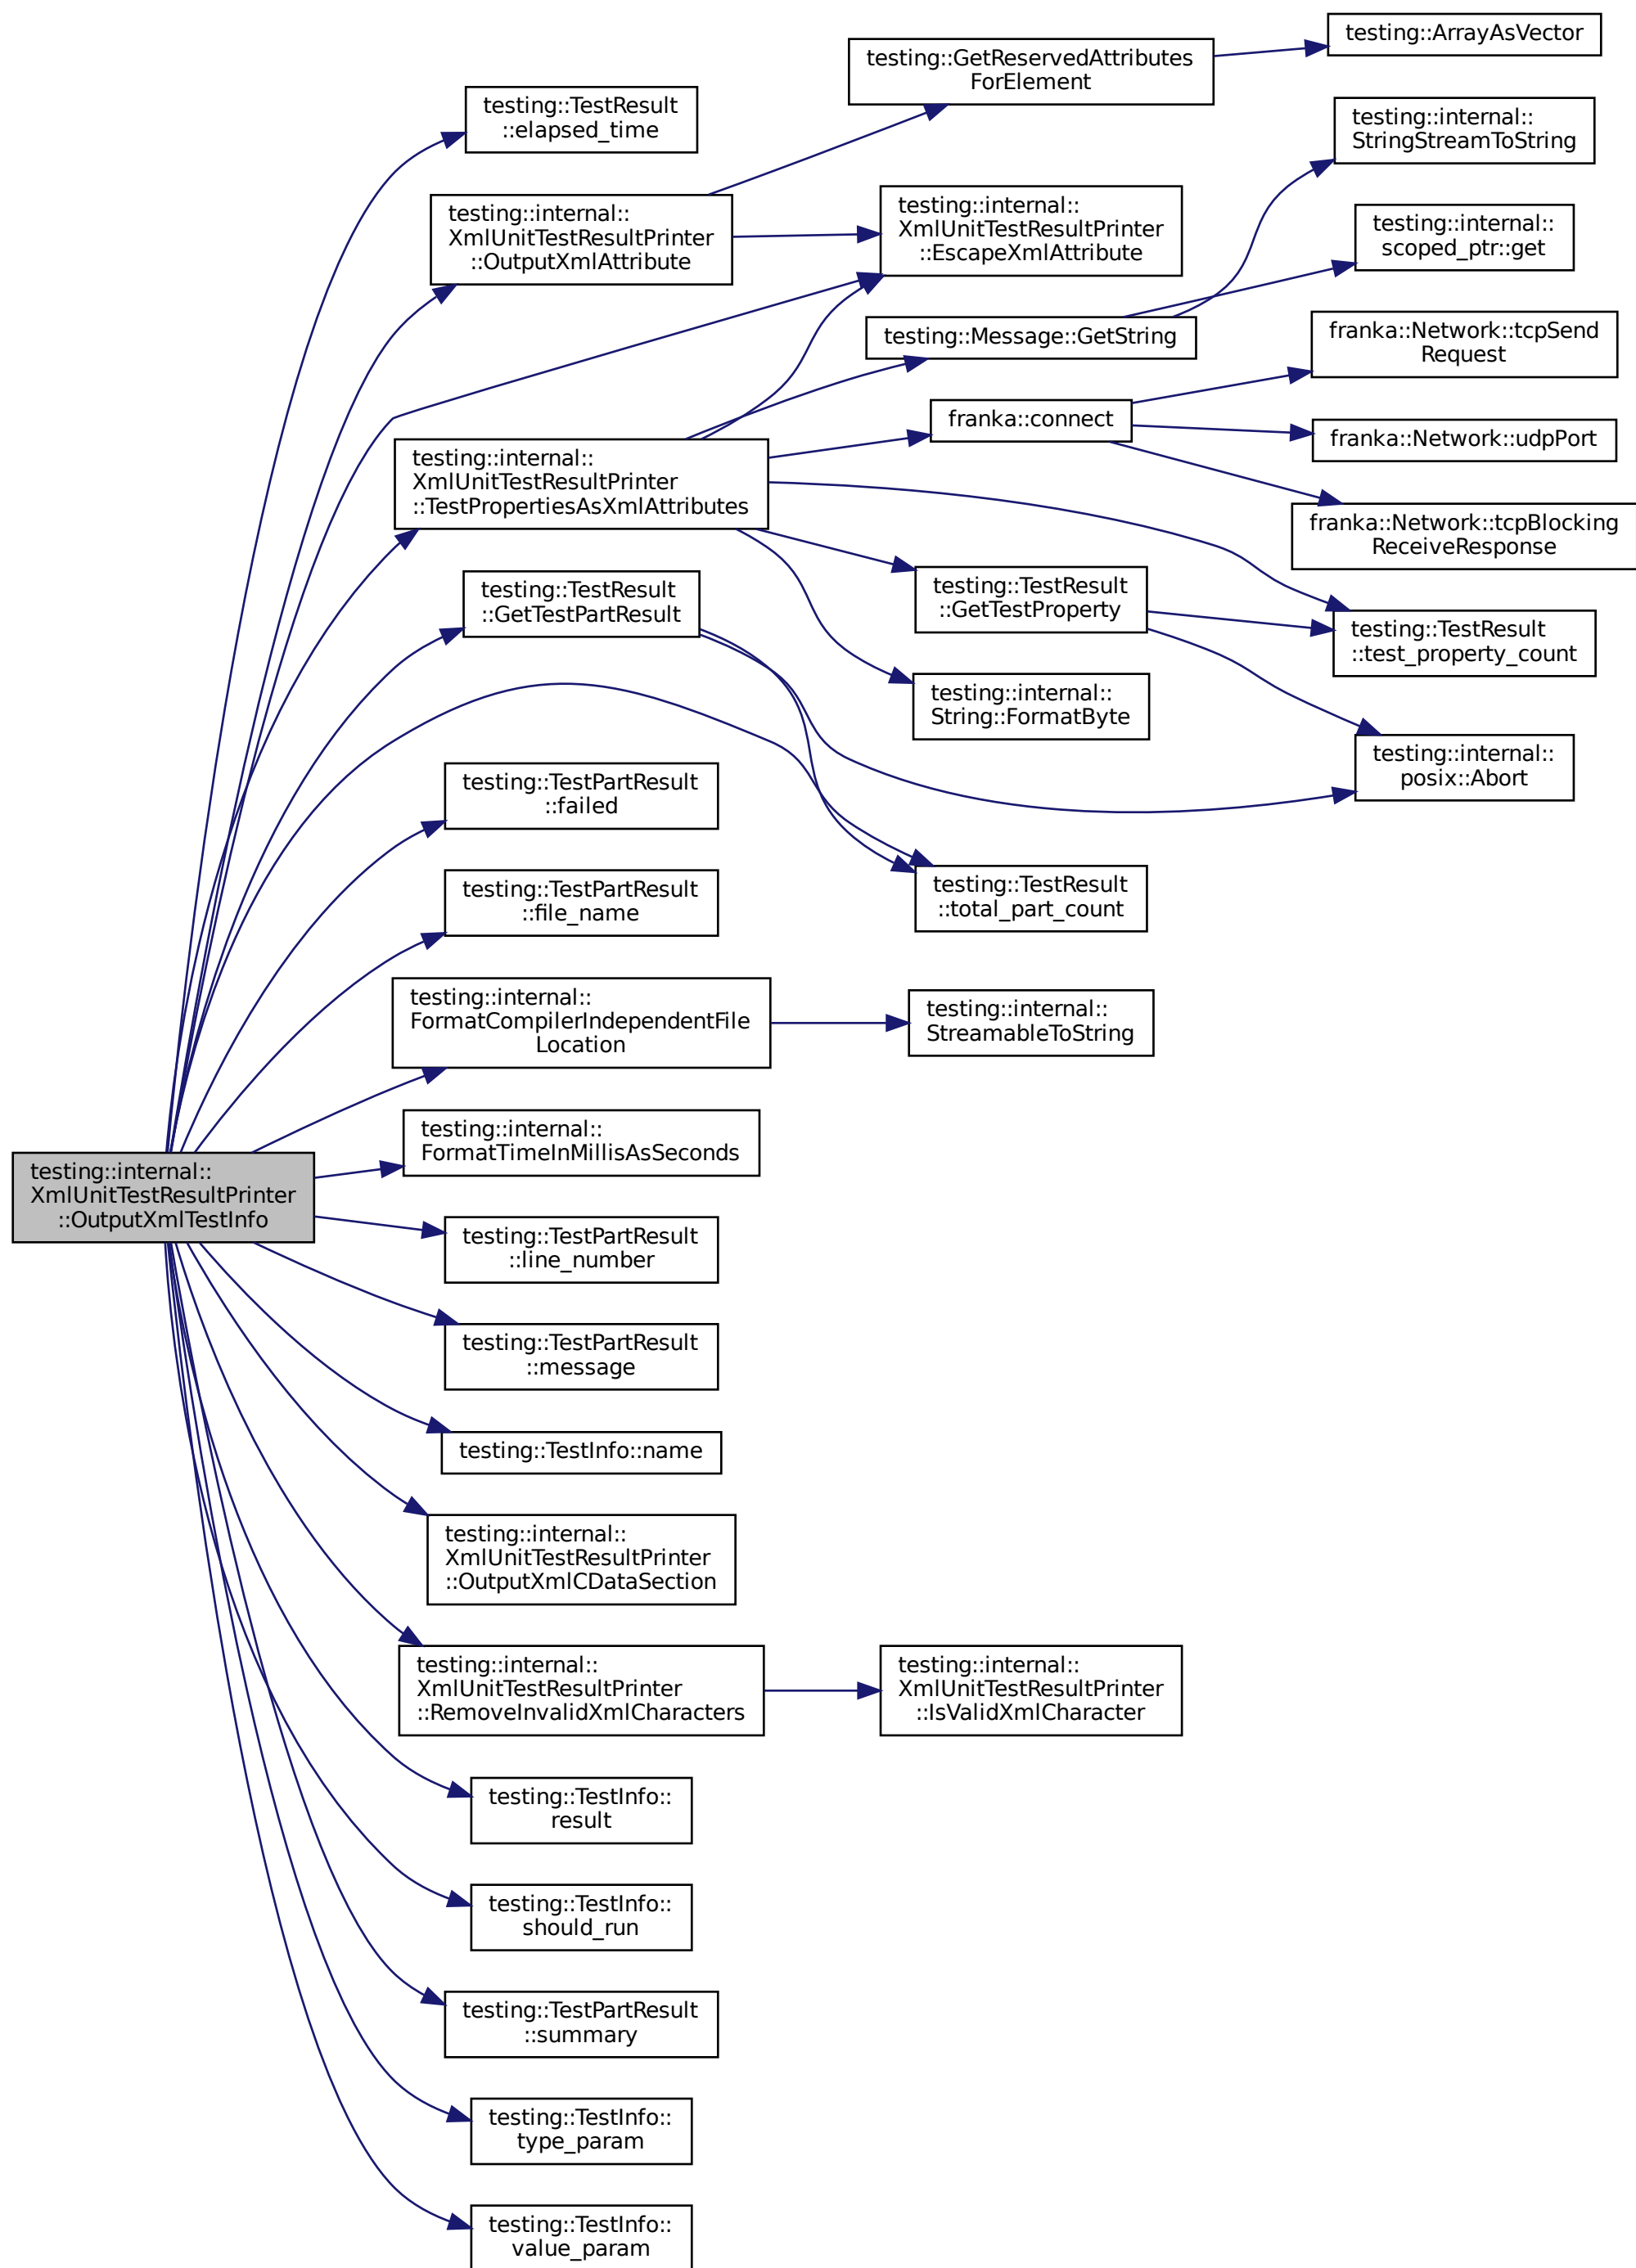 testing::internal::
XmlUnitTestResultPrinter
::OutputXmlTestInfo
testing::TestResult
::elapsed_time
testing::internal::
XmlUnitTestResultPrinter
::OutputXmlAttribute
testing::GetReservedAttributes
ForElement
testing::ArrayAsVector
testing::internal::
XmlUnitTestResultPrinter
::EscapeXmlAttribute
testing::internal::
XmlUnitTestResultPrinter
::TestPropertiesAsXmlAttributes
testing::Message::GetString
testing::internal::
StringStreamToString
testing::internal::
scoped_ptr::get
franka::connect
franka::Network::tcpSend
Request
franka::Network::udpPort
franka::Network::tcpBlocking
ReceiveResponse
testing::TestResult
::GetTestProperty
testing::TestResult
::test_property_count
testing::internal::
posix::Abort
testing::internal::
String::FormatByte
testing::TestResult
::GetTestPartResult
testing::TestResult
::total_part_count
testing::TestPartResult
::failed
testing::TestPartResult
::file_name
testing::internal::
FormatCompilerIndependentFile
Location
testing::internal::
StreamableToString
testing::internal::
FormatTimeInMillisAsSeconds
testing::TestPartResult
::line_number
testing::TestPartResult
::message
testing::TestInfo::name
testing::internal::
XmlUnitTestResultPrinter
::OutputXmlCDataSection
testing::internal::
XmlUnitTestResultPrinter
::RemoveInvalidXmlCharacters
testing::internal::
XmlUnitTestResultPrinter
::IsValidXmlCharacter
testing::TestInfo::
result
testing::TestInfo::
should_run
testing::TestPartResult
::summary
testing::TestInfo::
type_param
testing::TestInfo::
value_param